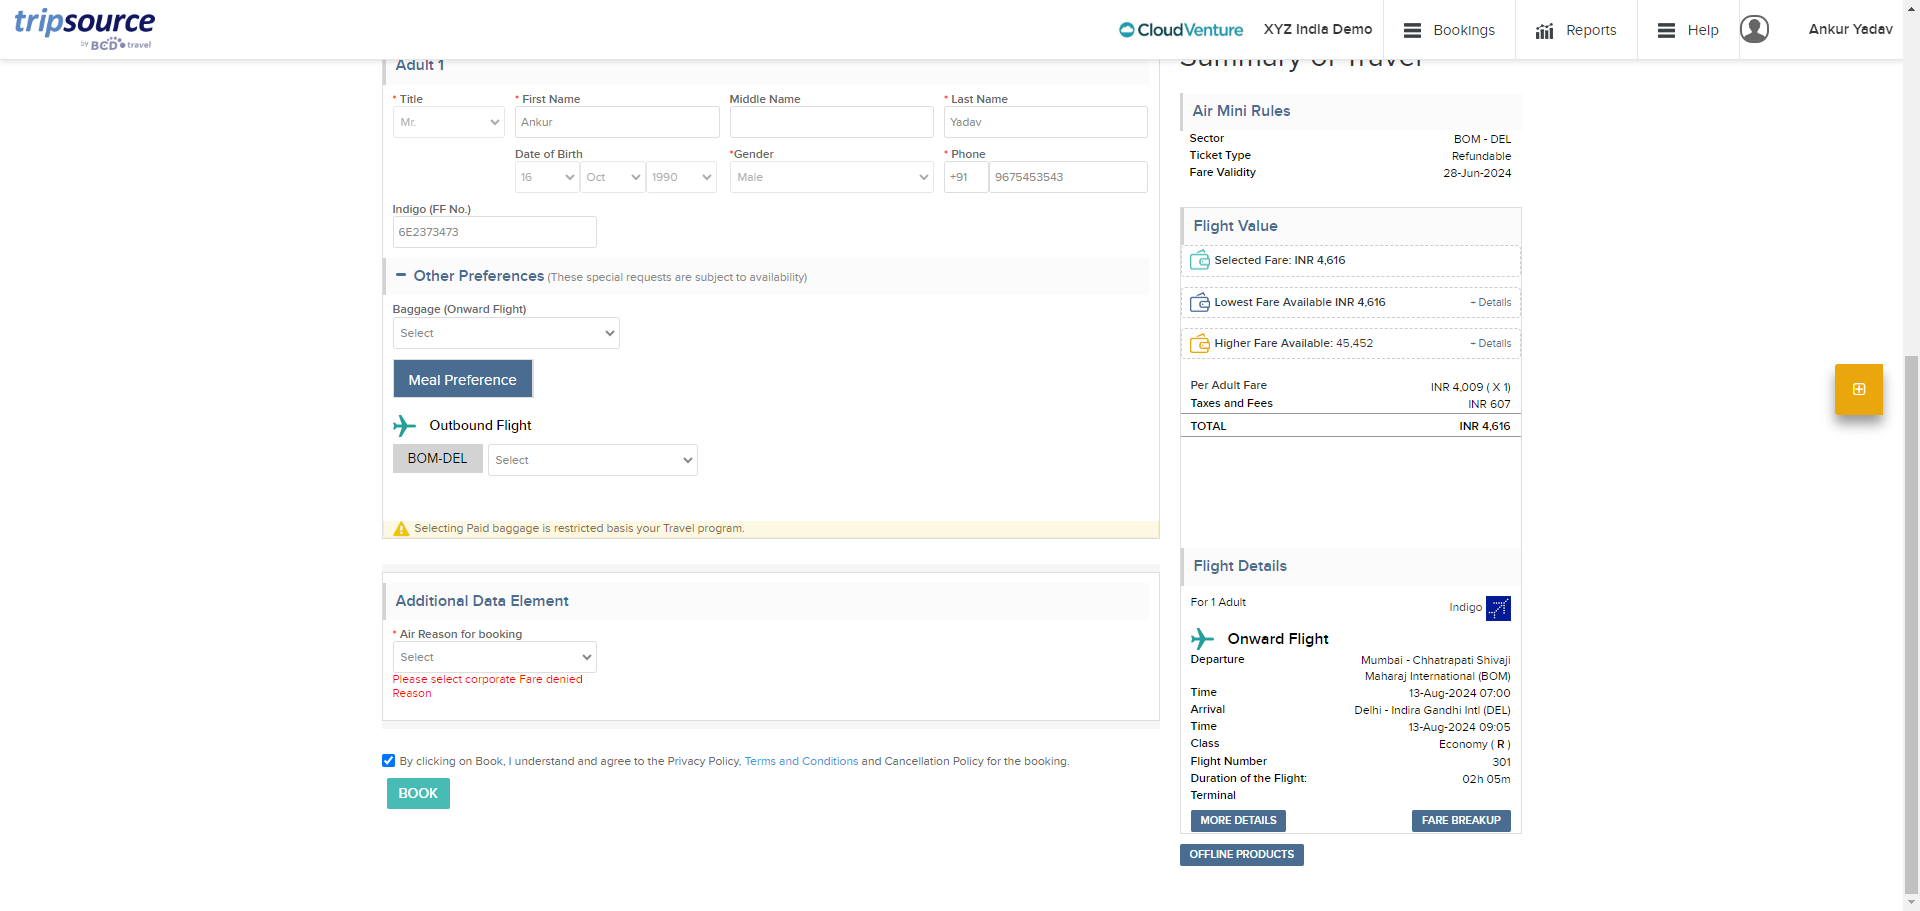 tripsource
by BCD travel
CloudVenture
XYZ India Demo
Bookings
Reports
Help
Ankur Yadav
Adult 1
* Title
* First Name
Middle Name
* Last Name
Mr.
Ankur
Yadav
Date of Birth
*Gender
* Phone
16
Oct
1990
Male
+91
9675453543
Indigo (FF No.)
6E2373473
Other Preferences (These special requests are subject to availability)
Baggage (Onward Flight)
Select
Meal Preference
Outbound Flight
BOM-DEL
Select
Selecting Paid baggage is restricted basis your Travel program.
Additional Data Element
* Air Reason for booking
Select
Please select corporate Fare denied
Reason
By clicking on Book, I understand and agree to the Privacy Policy, Terms and Conditions and Cancellation Policy for the booking.
BOOK
Summary of Travel
Air Mini Rules
Sector BOM - DEL
Ticket Type Refundable
Fare Validity 28-Jun-2024
Flight Value
Selected Fare: INR 4,616
Lowest Fare Available INR 4,616 + Details
Higher Fare Available: 45,452 + Details
Per Adult Fare INR 4,009 ( X 1)
Taxes and Fees INR 607
TOTAL INR 4,616
Flight Details
For 1 Adult Indigo
Onward Flight
Departure Mumbai - Chhatrapati Shivaji
Maharaj International (BOM)
Time 13-Aug-2024 07:00
Arrival Delhi - Indira Gandhi Intl (DEL)
Time 13-Aug-2024 09:05
Class Economy ( R )
Flight Number 301
Duration of the Flight: 02h 05m
Terminal
MORE DETAILS
FARE BREAKUP
OFFLINE PRODUCTS